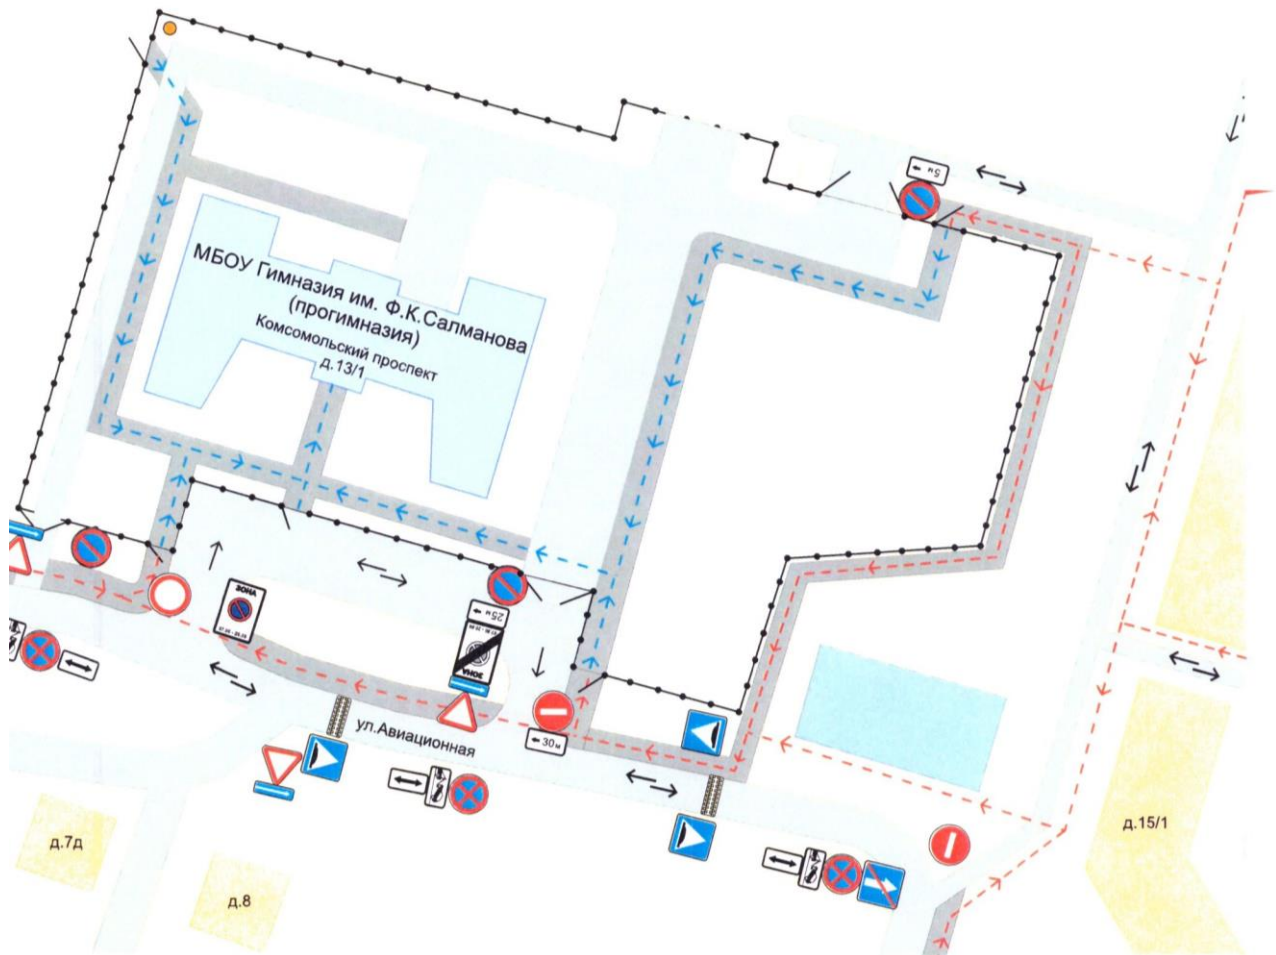 5м
МБОУ Гимназия им. Ф.К.Салманова
(прогимназия)
Комсомольский проспект
д.13/1
ЗОНА
25м
ЗОНА
30м
ул.Авиационная
д.7д
д.8
д.15/1